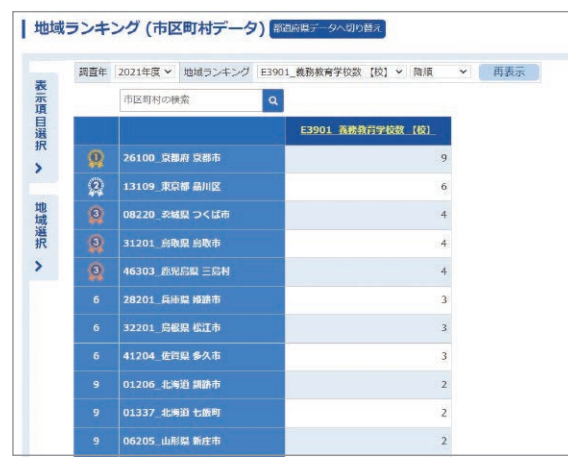 地域ランキング (市区町村データ) 都道府県データへ切り替え
表示項目選択
地域選択
調査年 2021年度 地域ランキング E3901_義務教育学校数 【校】 降順 再表示
市区町村の検索
E3901_義務教育学校数 【校】
1 26100_京都府 京都市 9
2 13109_東京都 品川区 6
3 08220_茨城県 つくば市 4
3 31201_鳥取県 鳥取市 4
3 46303_鹿児島県 三島村 4
6 28201_兵庫県 姫路市 3
6 32201_島根県 松江市 3
6 41204_佐賀県 多久市 3
9 01206_北海道 釧路市 2
9 01337_北海道 七飯町 2
9 06205_山形県 新庄市 2